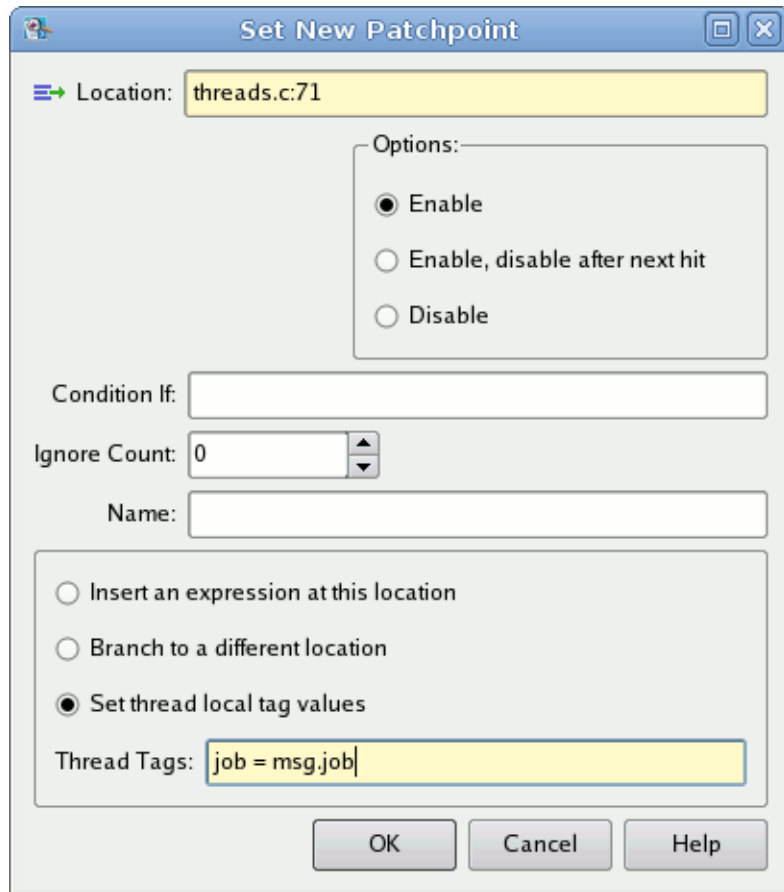 Set New Patchpoint
Location: threads.c:71
Options:
Enable
Enable, disable after next hit
Disable
Condition If:
Ignore Count: 0
Name:
Insert an expression at this location
Branch to a different location
Set thread local tag values
Thread Tags: job = msg.job
OK Cancel Help